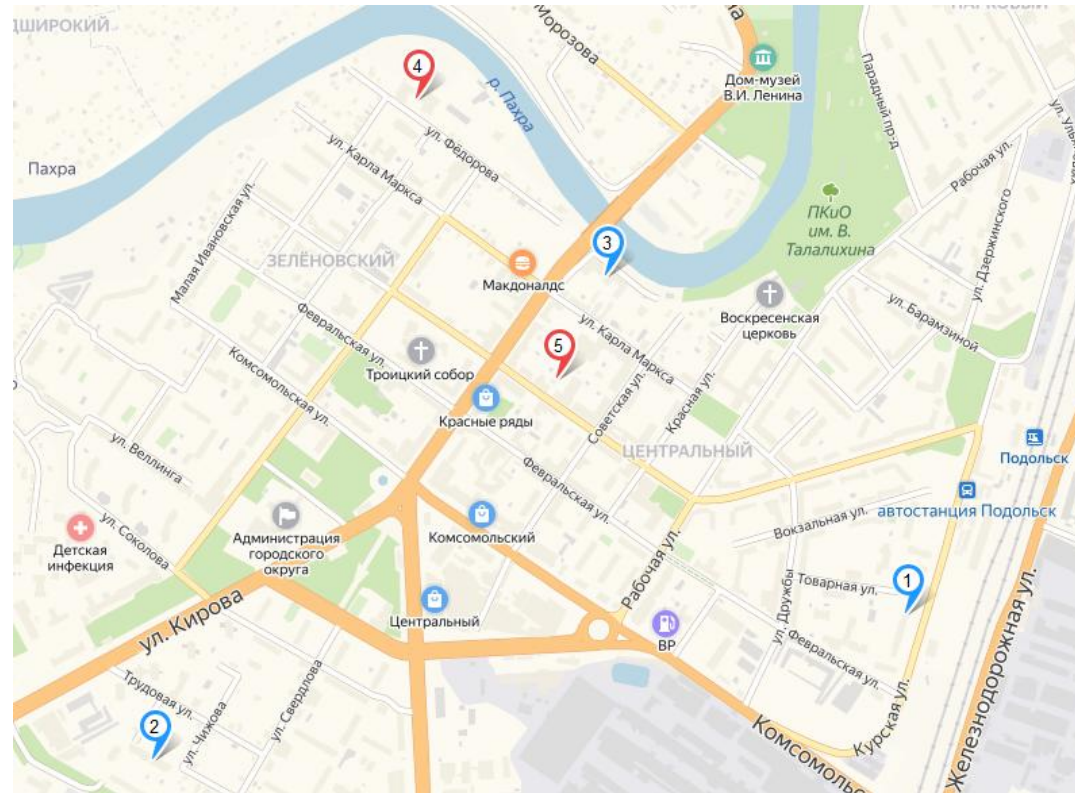 ДШИРОКИЙ
ПАРКОВЫЙ
Морозова
4
р. Пахра
Дом-музей
В.И. Ленина
Парадный пр-д
Рабочая ул.
ул. Фёдорова
ул. Карла Маркса
Пахра
Малая Ивановская ул.
ЗЕЛЁНОВСКИЙ
3
ПКиО
им. В.
Талалихина
ул. Дзержинского
Макдоналдс
Воскресенская
церковь
ул. Барамзиной
ул. Карла Маркса
Февральская ул.
5
Троицкий собор
Комсомольская ул.
Красные ряды
Советская ул.
Красная ул.
ЦЕНТРАЛЬНЫЙ
Подольск
ул. Веллинга
Февральская ул.
автостанция Подольск
Вокзальная ул.
ул. Соколова
Детская
инфекция
Администрация
городского
округа
Комсомольский
Рабочая ул.
Товарная ул.
1
ул. Дружбы
Центральный
ул. Кирова
BP
Февральская ул.
Железнодорожная ул.
Трудовая ул.
2
ул. Чижова
ул. Свердлова
Курская ул.
Комсомольс